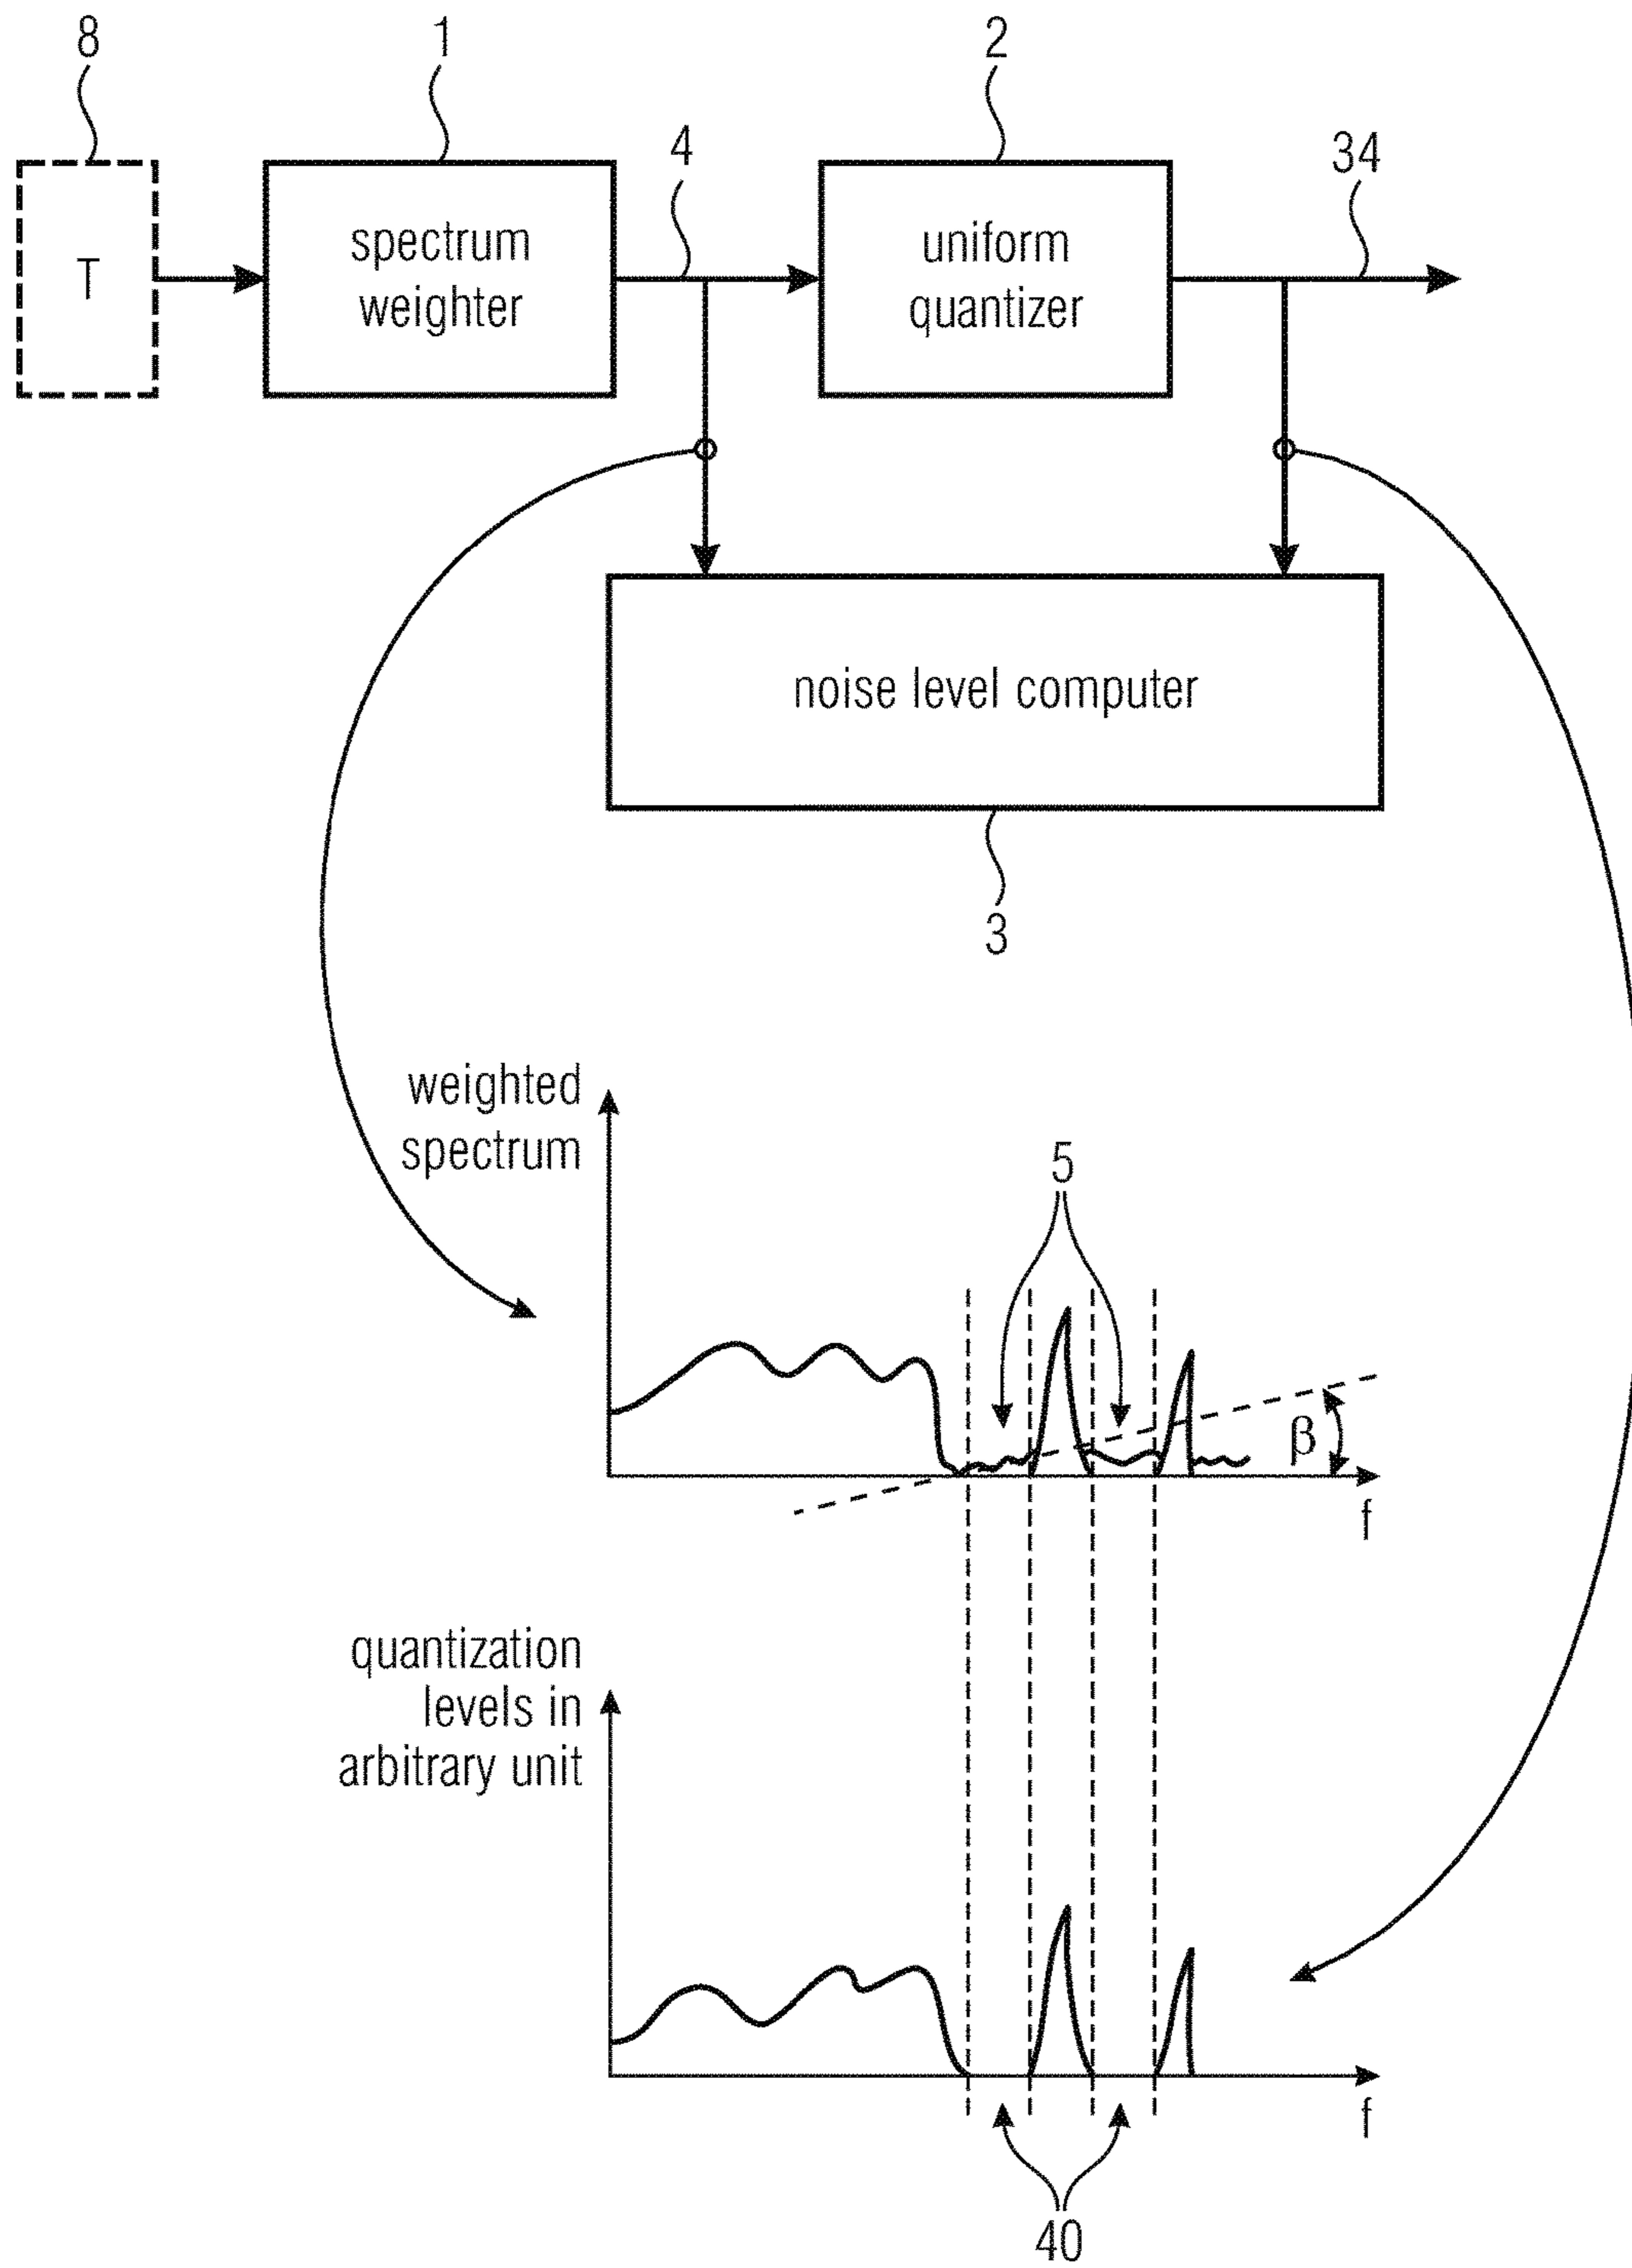 8
1
2
4
34
T
spectrum
weighter
uniform
quantizer
noise level computer
3
weighted
spectrum
5
β
f
quantization
levels in
arbitrary unit
f
40